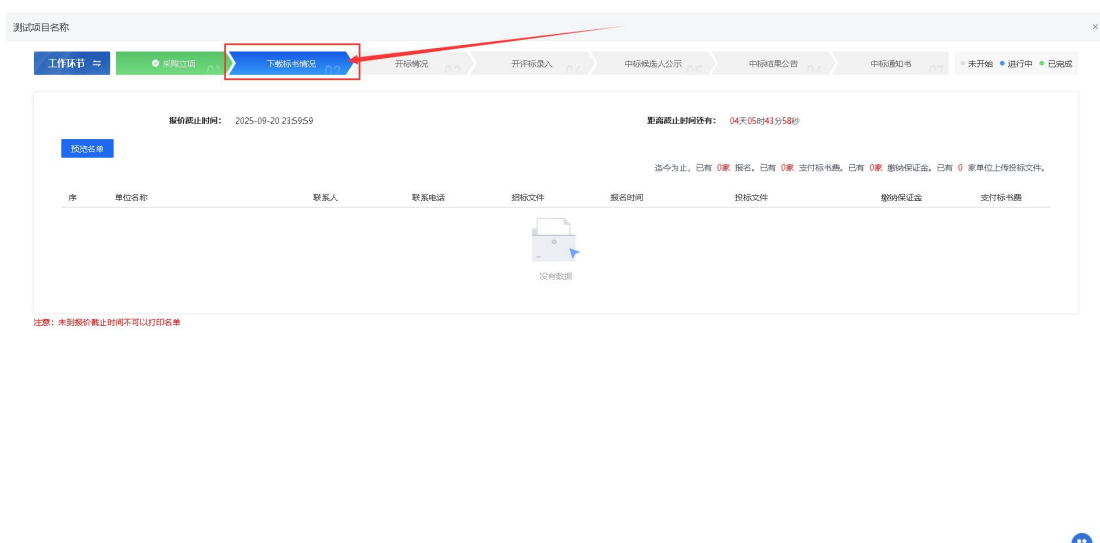 测试项目名称 ×
工作环节 采购立项 01 下载标书情况 02 开标情况 03 开评标录入 04 中标候选人公示 05 中标结果公告 06 中标通知书 07 未开始 进行中 已完成
报价截止时间: 2025-09-20 23:59:59 距离截止时间还有: 04天05时43分58秒
预览名单
迄今为止,已有 0家 报名。已有 0家 支付标书费。已有 0家 缴纳保证金。已有 0 家单位上传投标文件。
序 单位名称 联系人 联系电话 招标文件 报名时间 投标文件 缴纳保证金 支付标书费
没有数据
注意:未到报价截止时间不可以打印名单